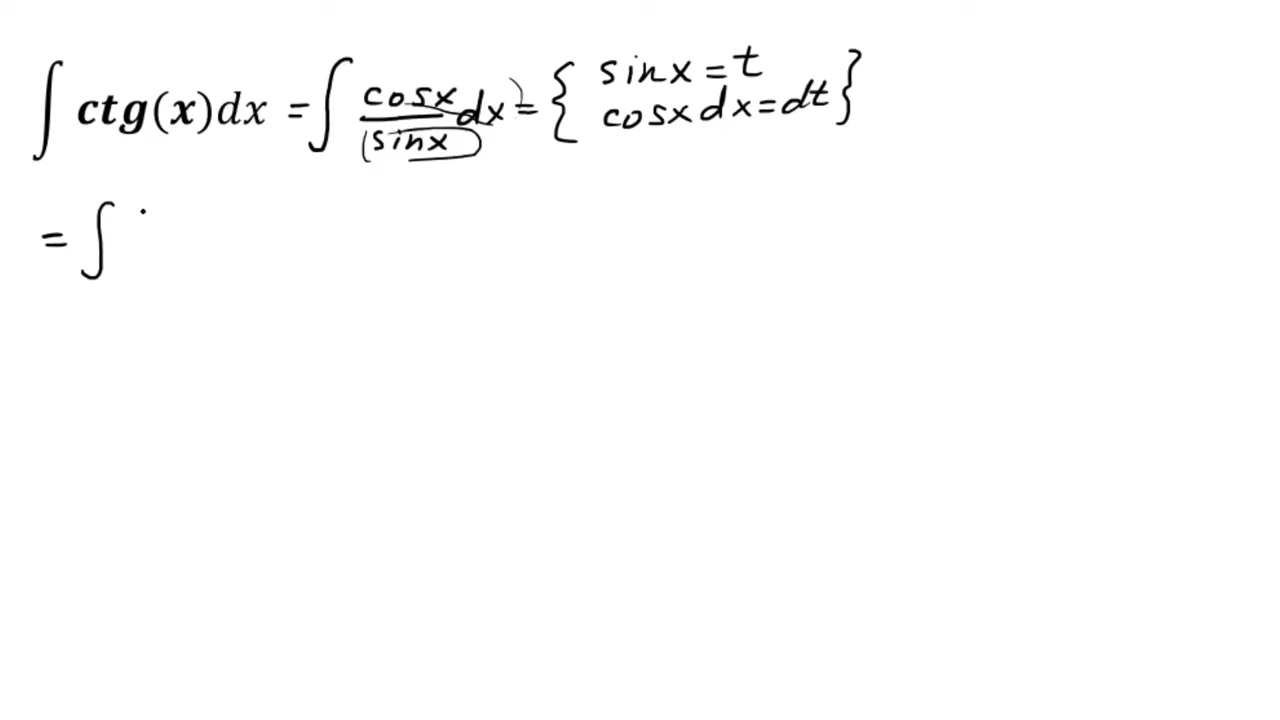 ∫ ctg(x)dx = ∫ cosx/sinx dx = { sinx = t
cosx dx = dt }
= ∫